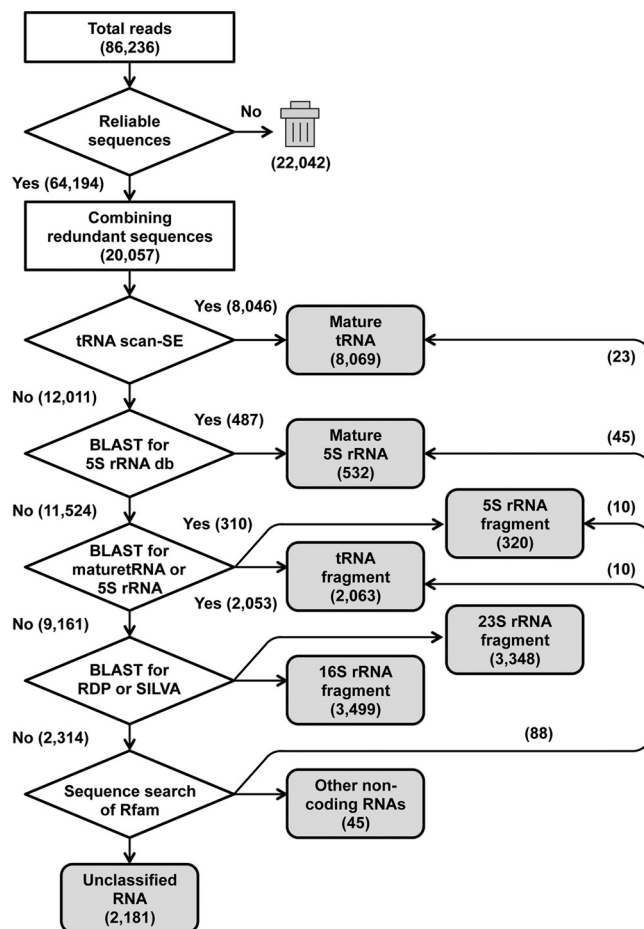 Total reads
(86,236)
Reliable
sequences
No
(22,042)
Yes (64,194)
Combining
redundant sequences
(20,057)
Yes (8,046)
tRNA scan-SE
Mature
tRNA
(8,069)
(23)
No (12,011)
Yes (487)
BLAST for
5S rRNA db
Mature
5S rRNA
(532)
(45)
No (11,524)
Yes (310)
5S rRNA
fragment
(320)
(10)
BLAST for
maturetRNA or
5S rRNA
tRNA
fragment
(2,063)
(10)
Yes (2,053)
No (9,161)
23S rRNA
fragment
(3,348)
BLAST for
RDP or SILVA
16S rRNA
fragment
(3,499)
No (2,314)
(88)
Sequence search
of Rfam
Other non-
coding RNAs
(45)
Unclassified
RNA
(2,181)